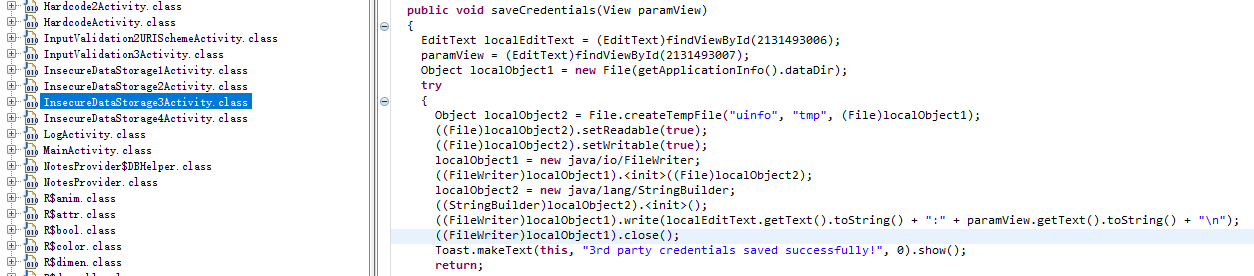 Hardcode2Activity.class
HardcodeActivity.class
InputValidation2URISchemeActivity.class
InputValidation3Activity.class
InsecureDataStorage1Activity.class
InsecureDataStorage2Activity.class
InsecureDataStorage3Activity.class
InsecureDataStorage4Activity.class
LogActivity.class
MainActivity.class
NotesProvider$DBHelper.class
NotesProvider.class
R$anim.class
R$attr.class
R$bool.class
R$color.class
R$dimen.class
public void saveCredentials(View paramView)
{
EditText localEditText = (EditText)findViewById(2131493006);
paramView = (EditText)findViewById(2131493007);
Object localObject1 = new File(getApplicationInfo().dataDir);
try
{
Object localObject2 = File.createTempFile("uinfo", "tmp", (File)localObject1);
((File)localObject2).setReadable(true);
((File)localObject2).setWritable(true);
localObject1 = new java/io/FileWriter;
((FileWriter)localObject1).<init>((File)localObject2);
localObject2 = new java/lang/StringBuilder;
((StringBuilder)localObject2).<init>();
((FileWriter)localObject1).write(localEditText.getText().toString() + ":" + paramView.getText().toString() + "\n");
((FileWriter)localObject1).close();
Toast.makeText(this, "3rd party credentials saved successfully!", 0).show();
return;